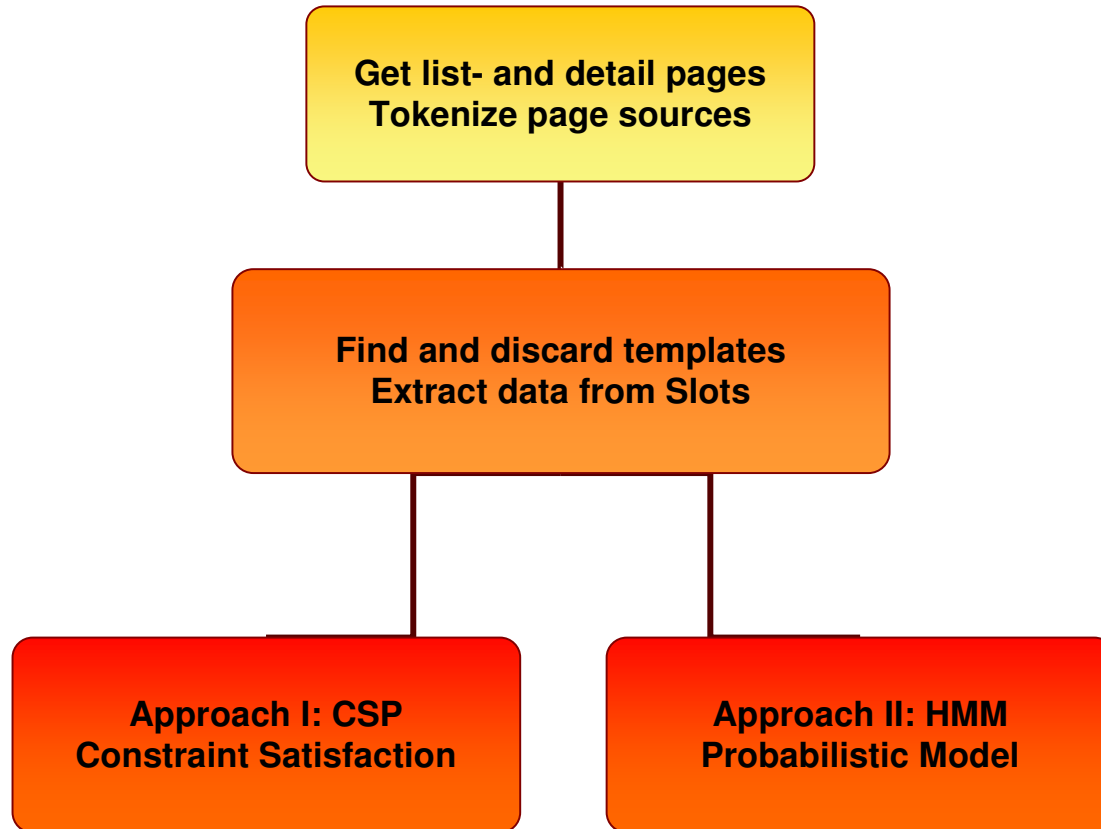 Get list- and detail pages
Tokenize page sources
Find and discard templates
Extract data from Slots
Approach I: CSP
Constraint Satisfaction
Approach II: HMM
Probabilistic Model